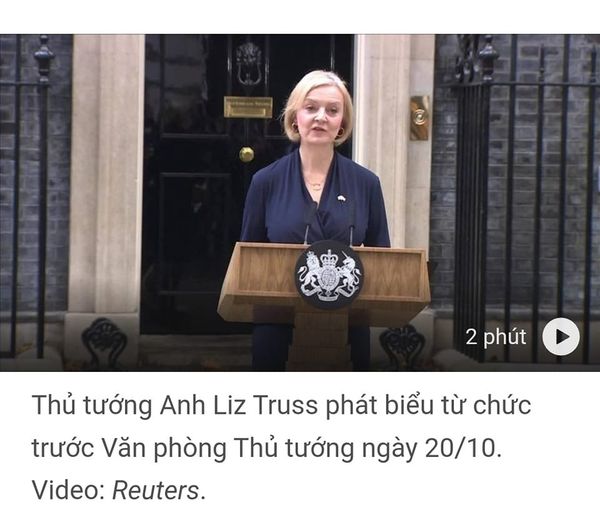 2 phút
Thủ tướng Anh Liz Truss phát biểu từ chức
trước Văn phòng Thủ tướng ngày 20/10.
Video: Reuters.